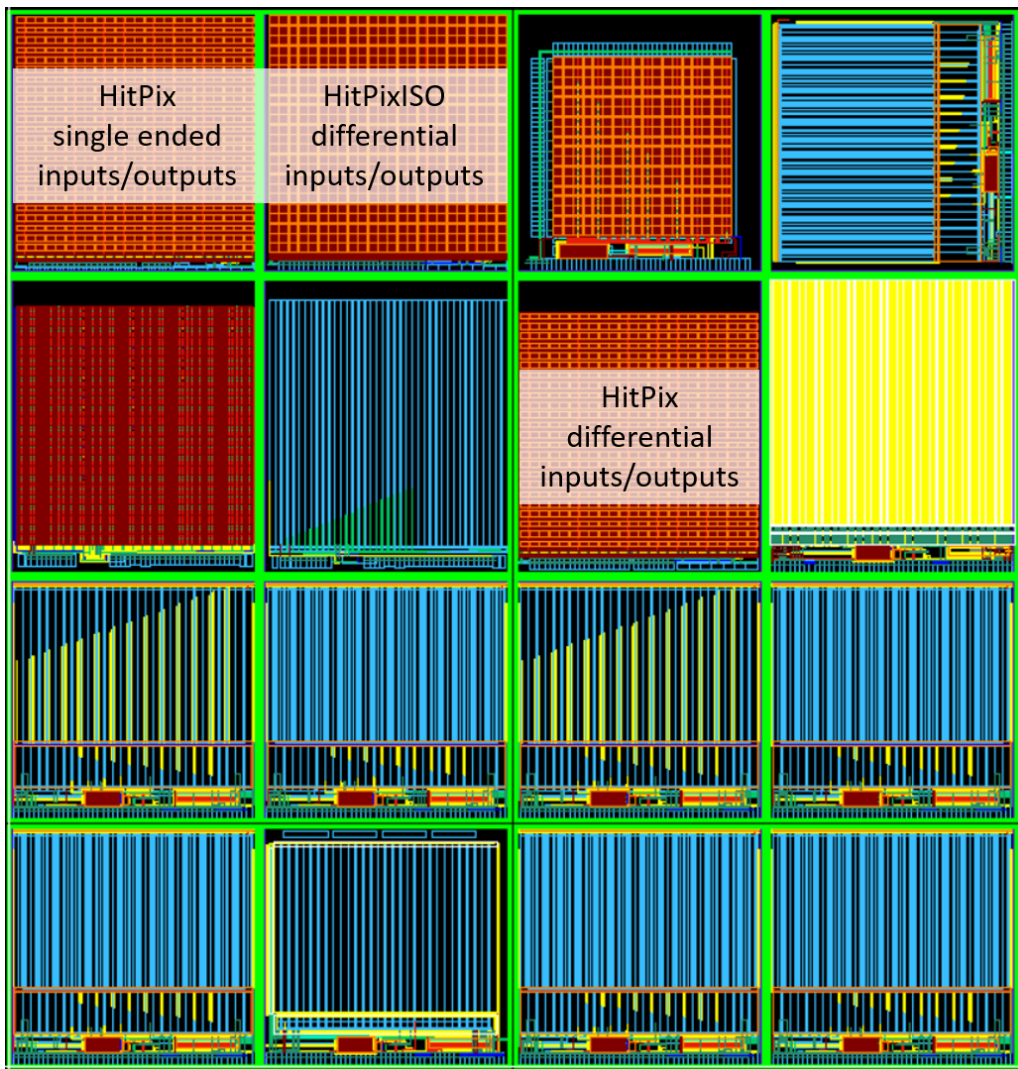 HitPix
single ended
inputs/outputs
HitPixISO
differential
inputs/outputs
HitPix
differential
inputs/outputs